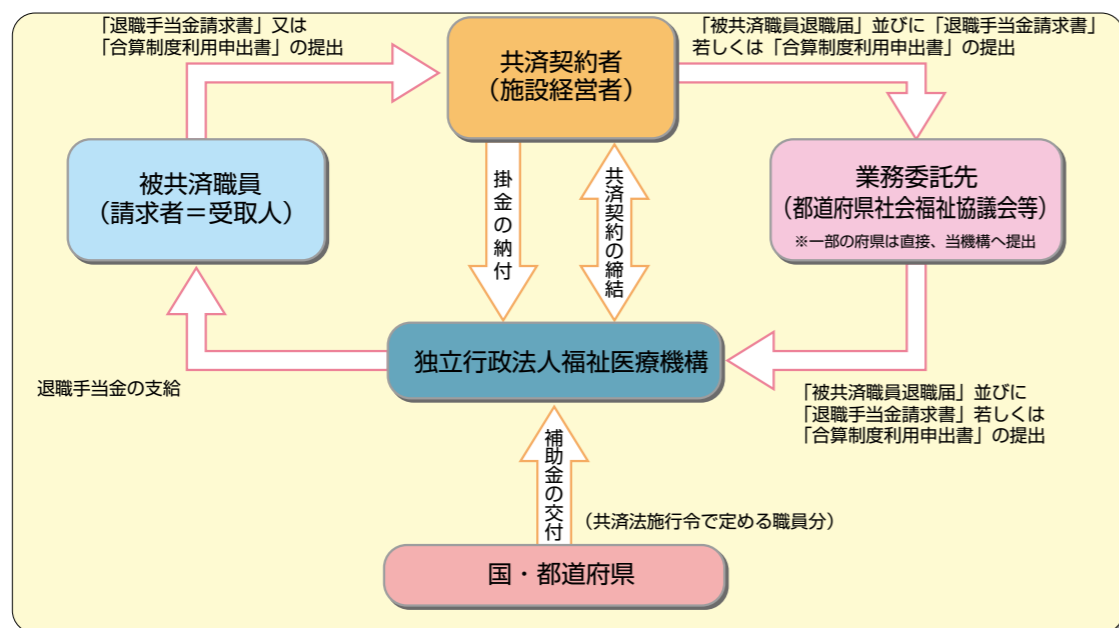 「退職手当金請求書」又は
「合算制度利用申出書」の提出
「被共済職員退職届」並びに「退職手当金請求書」
若しくは「合算制度利用申出書」の提出
共済契約者
（施設経営者）
被共済職員
（請求者＝受取人）
業務委託先
（都道府県社会福祉協議会等）
※一部の府県は直接、当機構へ提出
掛金の納付
共済契約の締結
独立行政法人福祉医療機構
退職手当金の支給
「被共済職員退職届」並びに
「退職手当金請求書」若しくは
「合算制度利用申出書」の提出
補助金の交付
（共済法施行令で定める職員分）
国・都道府県